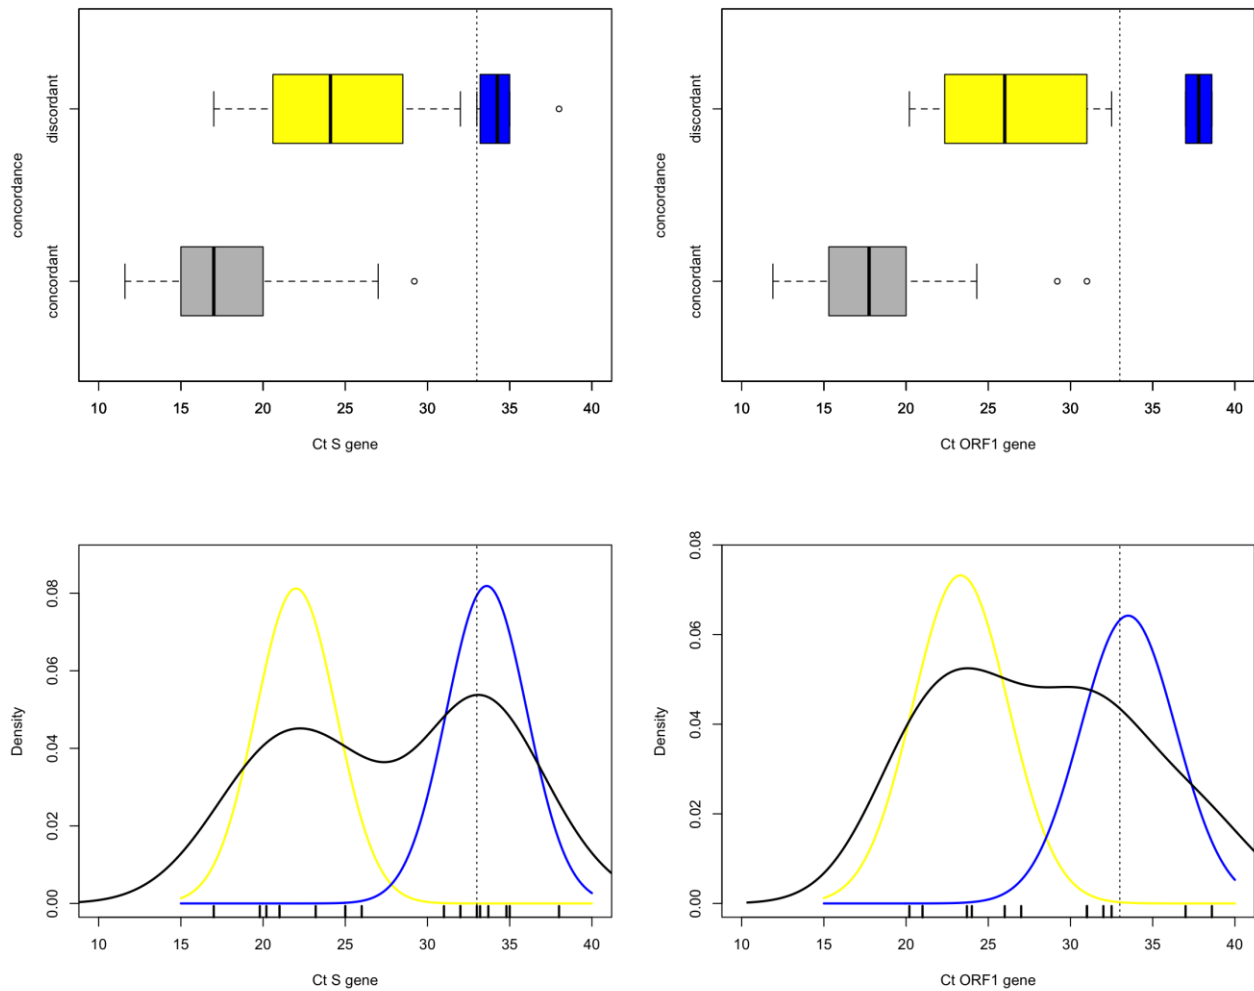 discordant
concordant
concordance
10 15 20 25 30 35 40
Ct S gene
discordant
concordant
concordance
10 15 20 25 30 35 40
Ct ORF1 gene
0.08
0.06
0.04
0.02
0.00
Density
10 15 20 25 30 35 40
Ct S gene
0.08
0.06
0.04
0.02
0.00
Density
10 15 20 25 30 35 40
Ct ORF1 gene